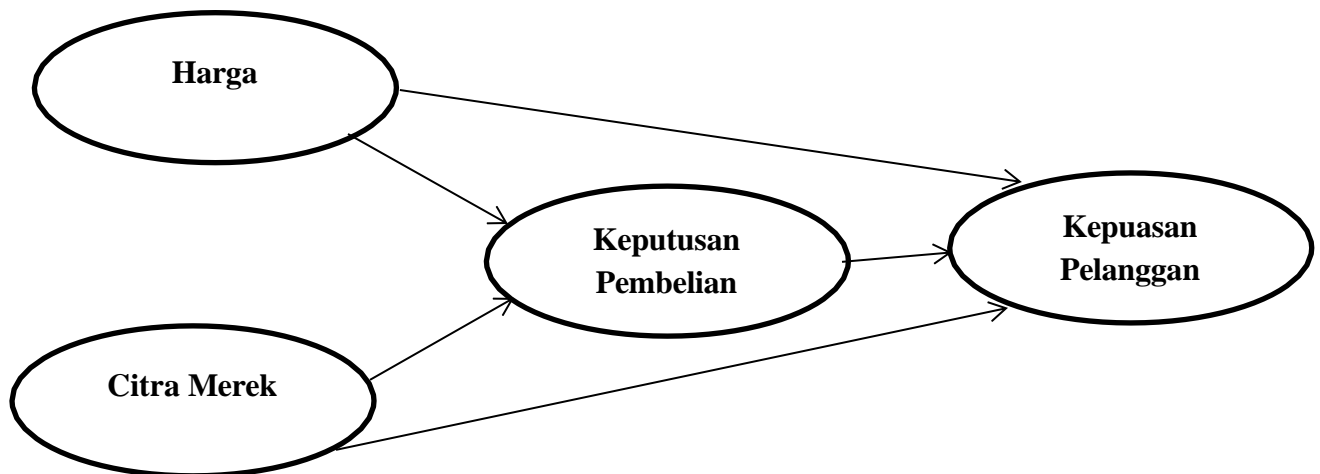 Harga
Keputusan
Pembelian
Kepuasan
Pelanggan
Citra Merek